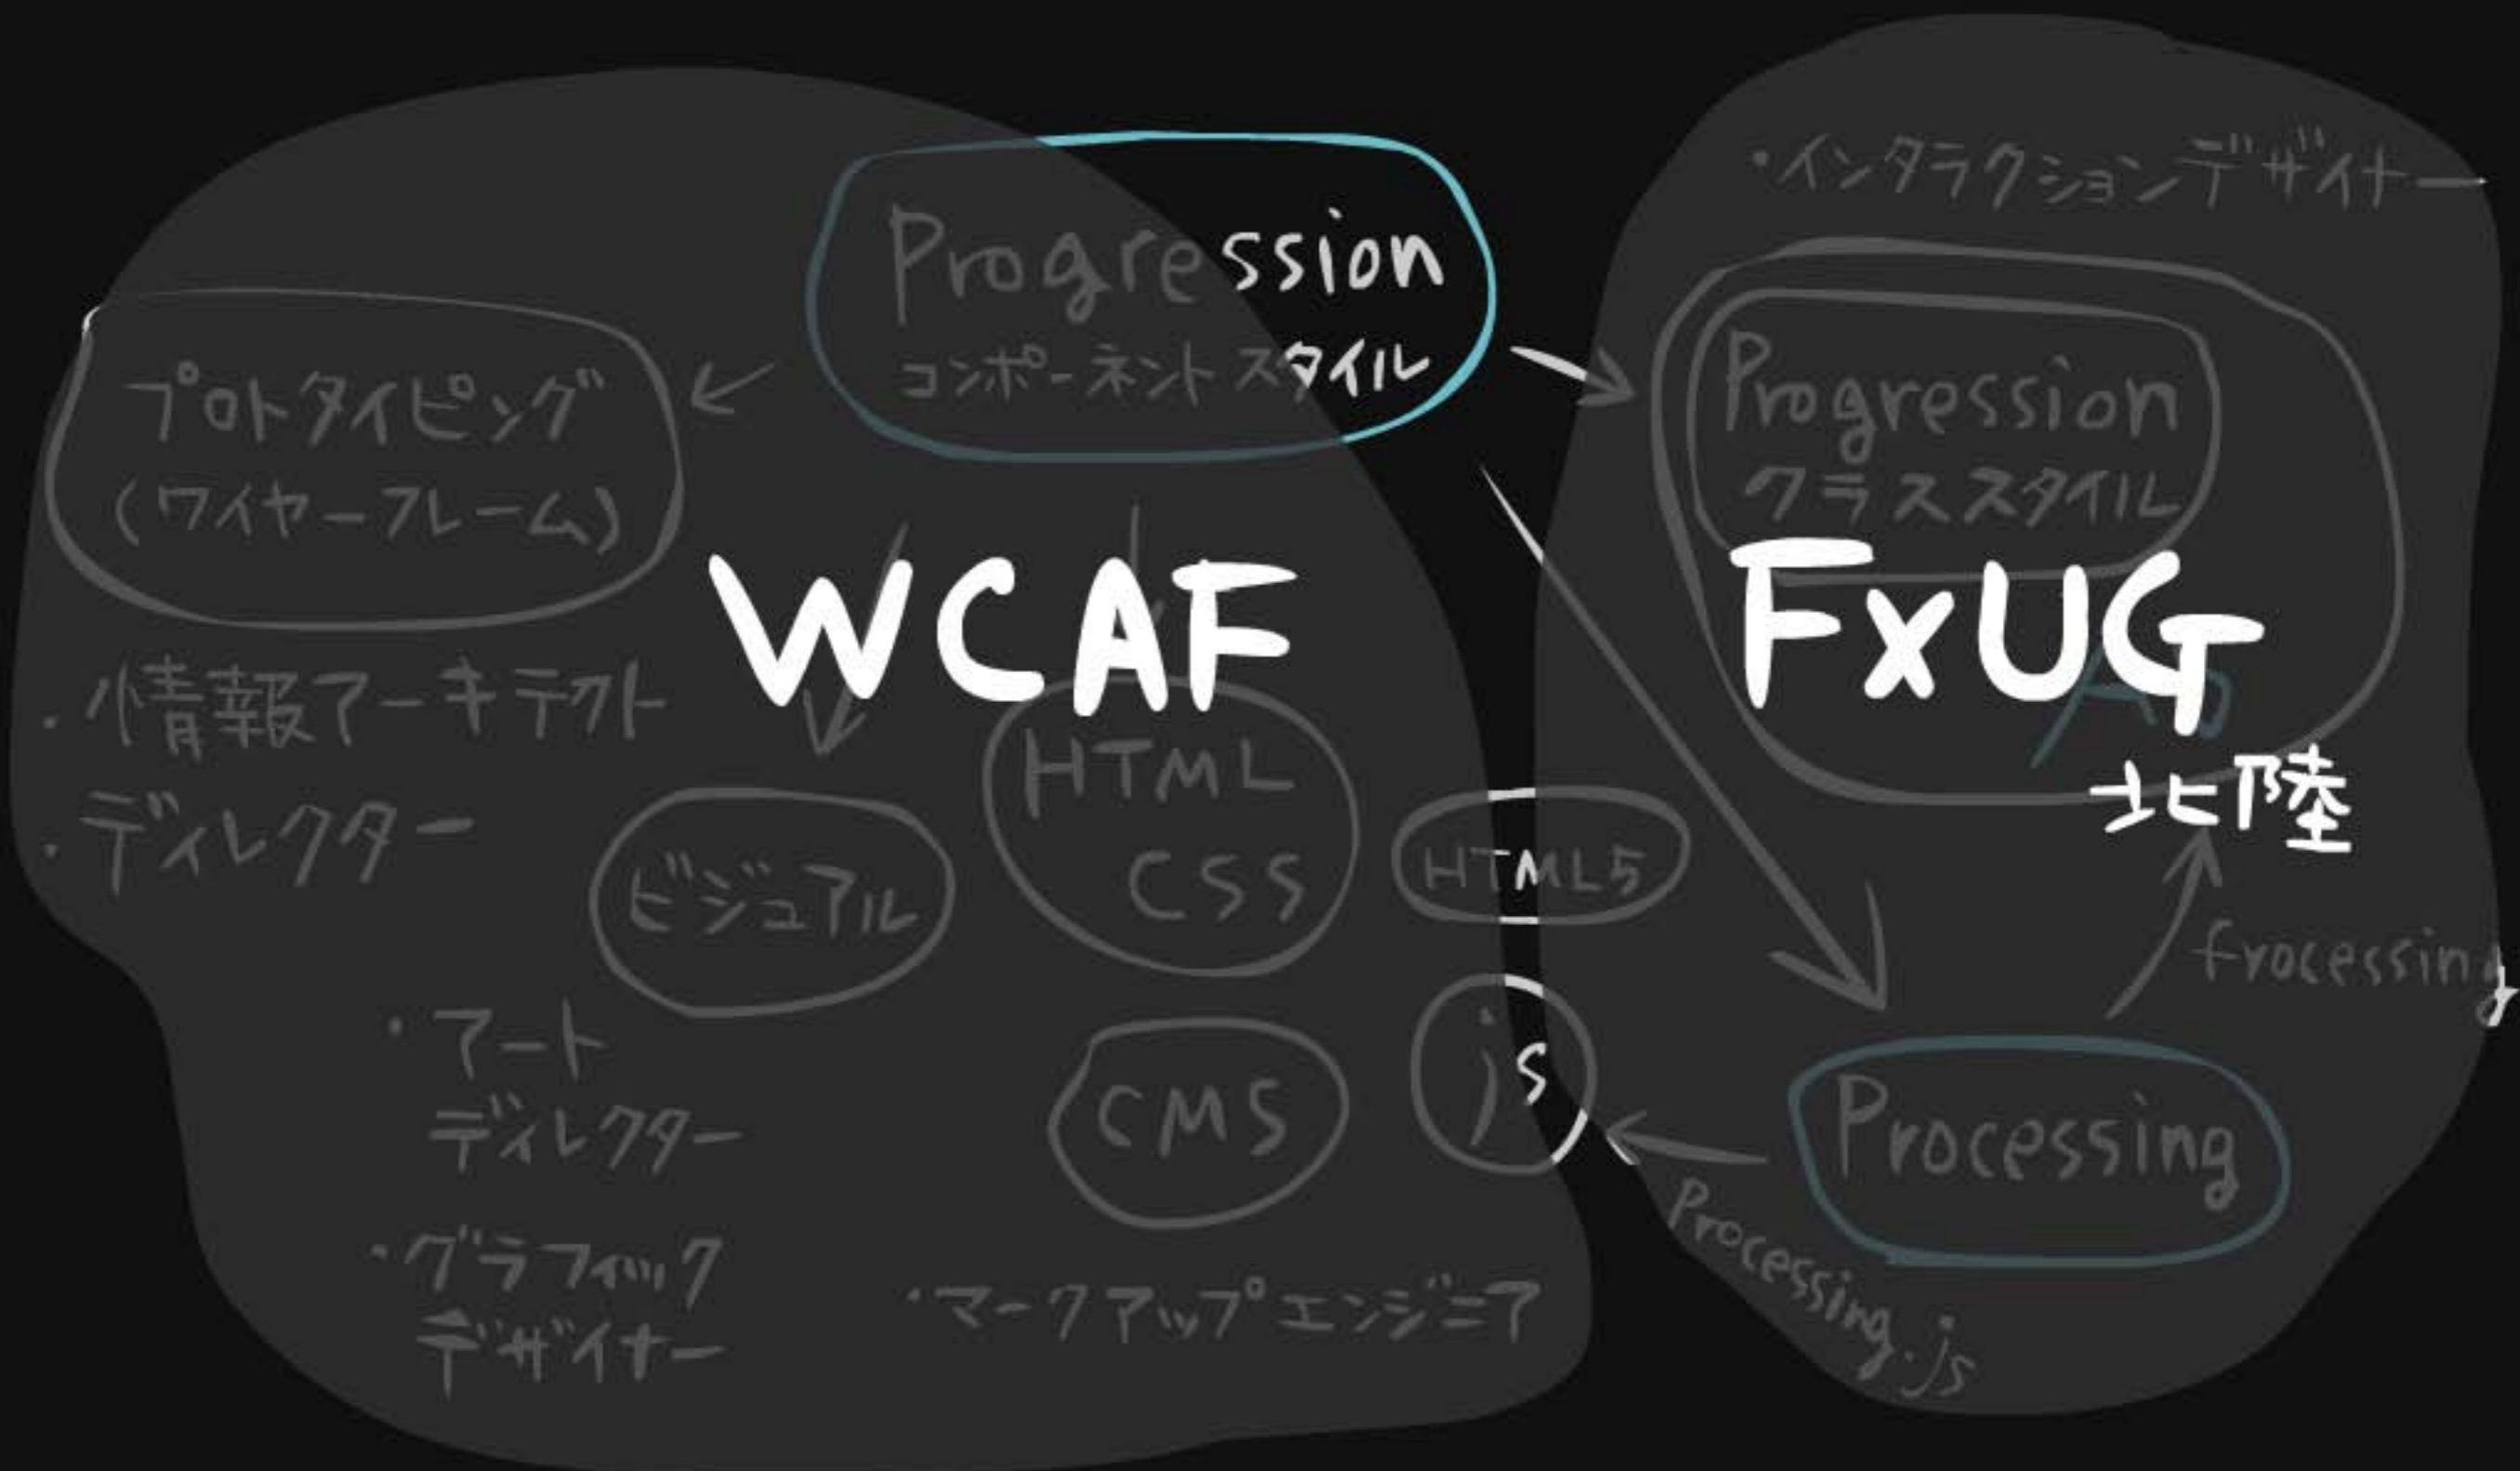 Progression
コンポーネントスタイル
プロトタイピング
(ワイヤーフレーム)
・情報アーキテクト
・ディレクター
WCAF
HTML
CSS
ビジュアル
・アート
ディレクター
・グラフィック
デザイナー
CMS
js
HTML5
・マークアップエンジニア
・インタラクションデザイナー
Progression
クラススタイル
FxUG
北陸
frocessing
Processing
Processing.js